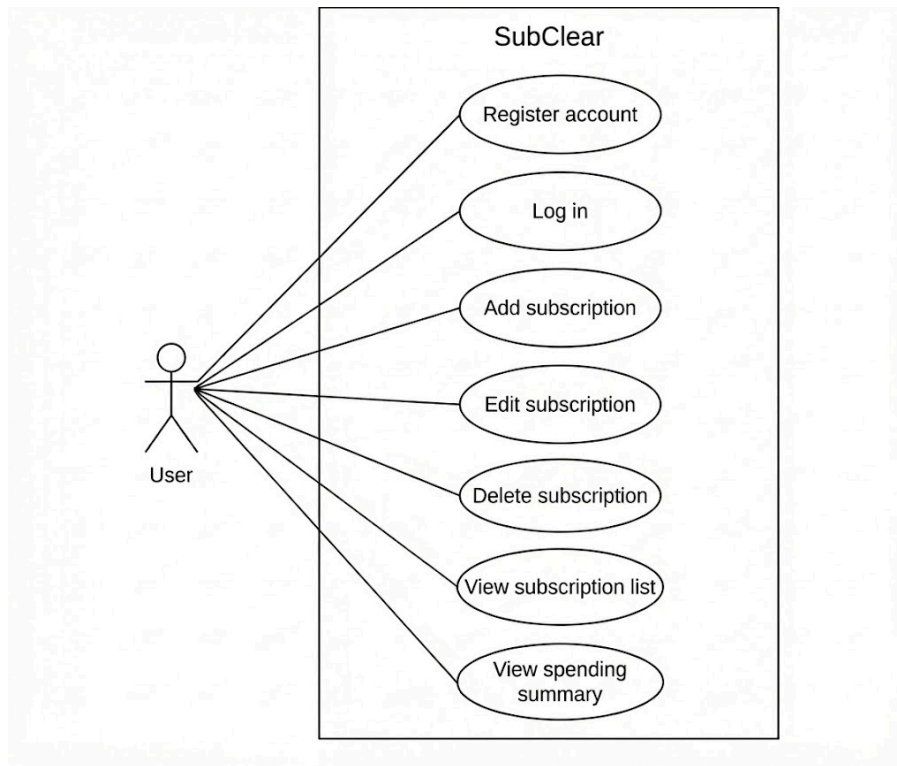 SubClear
Register account
Log in
Add subscription
Edit subscription
Delete subscription
User
View subscription list
View spending
summary